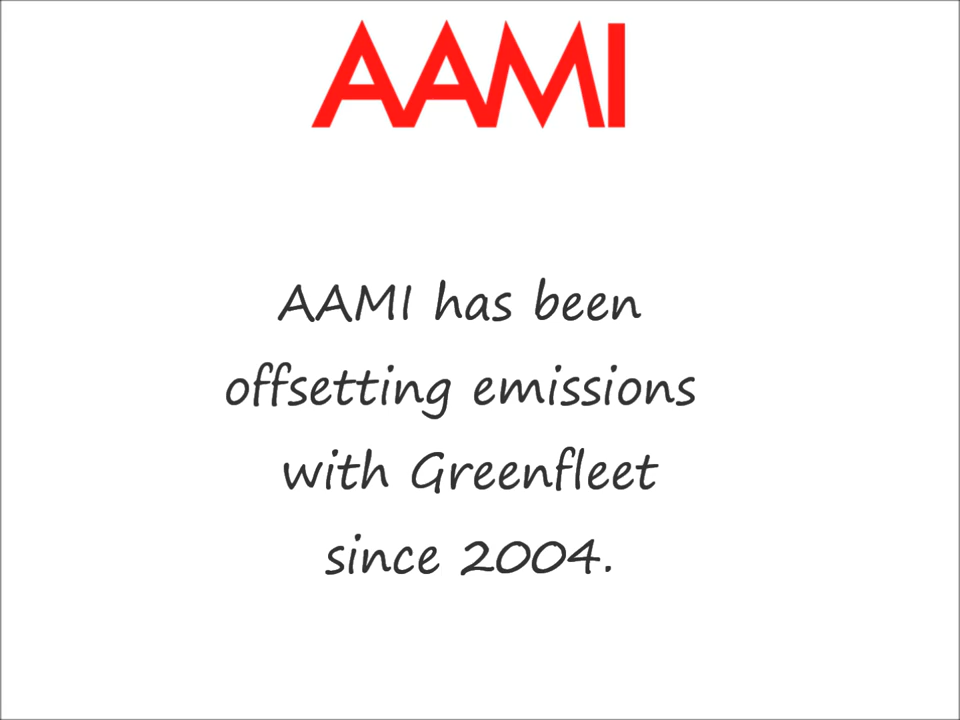 AAMI
AAMI has been
offsetting emissions
with Greenfleet
since 2004.